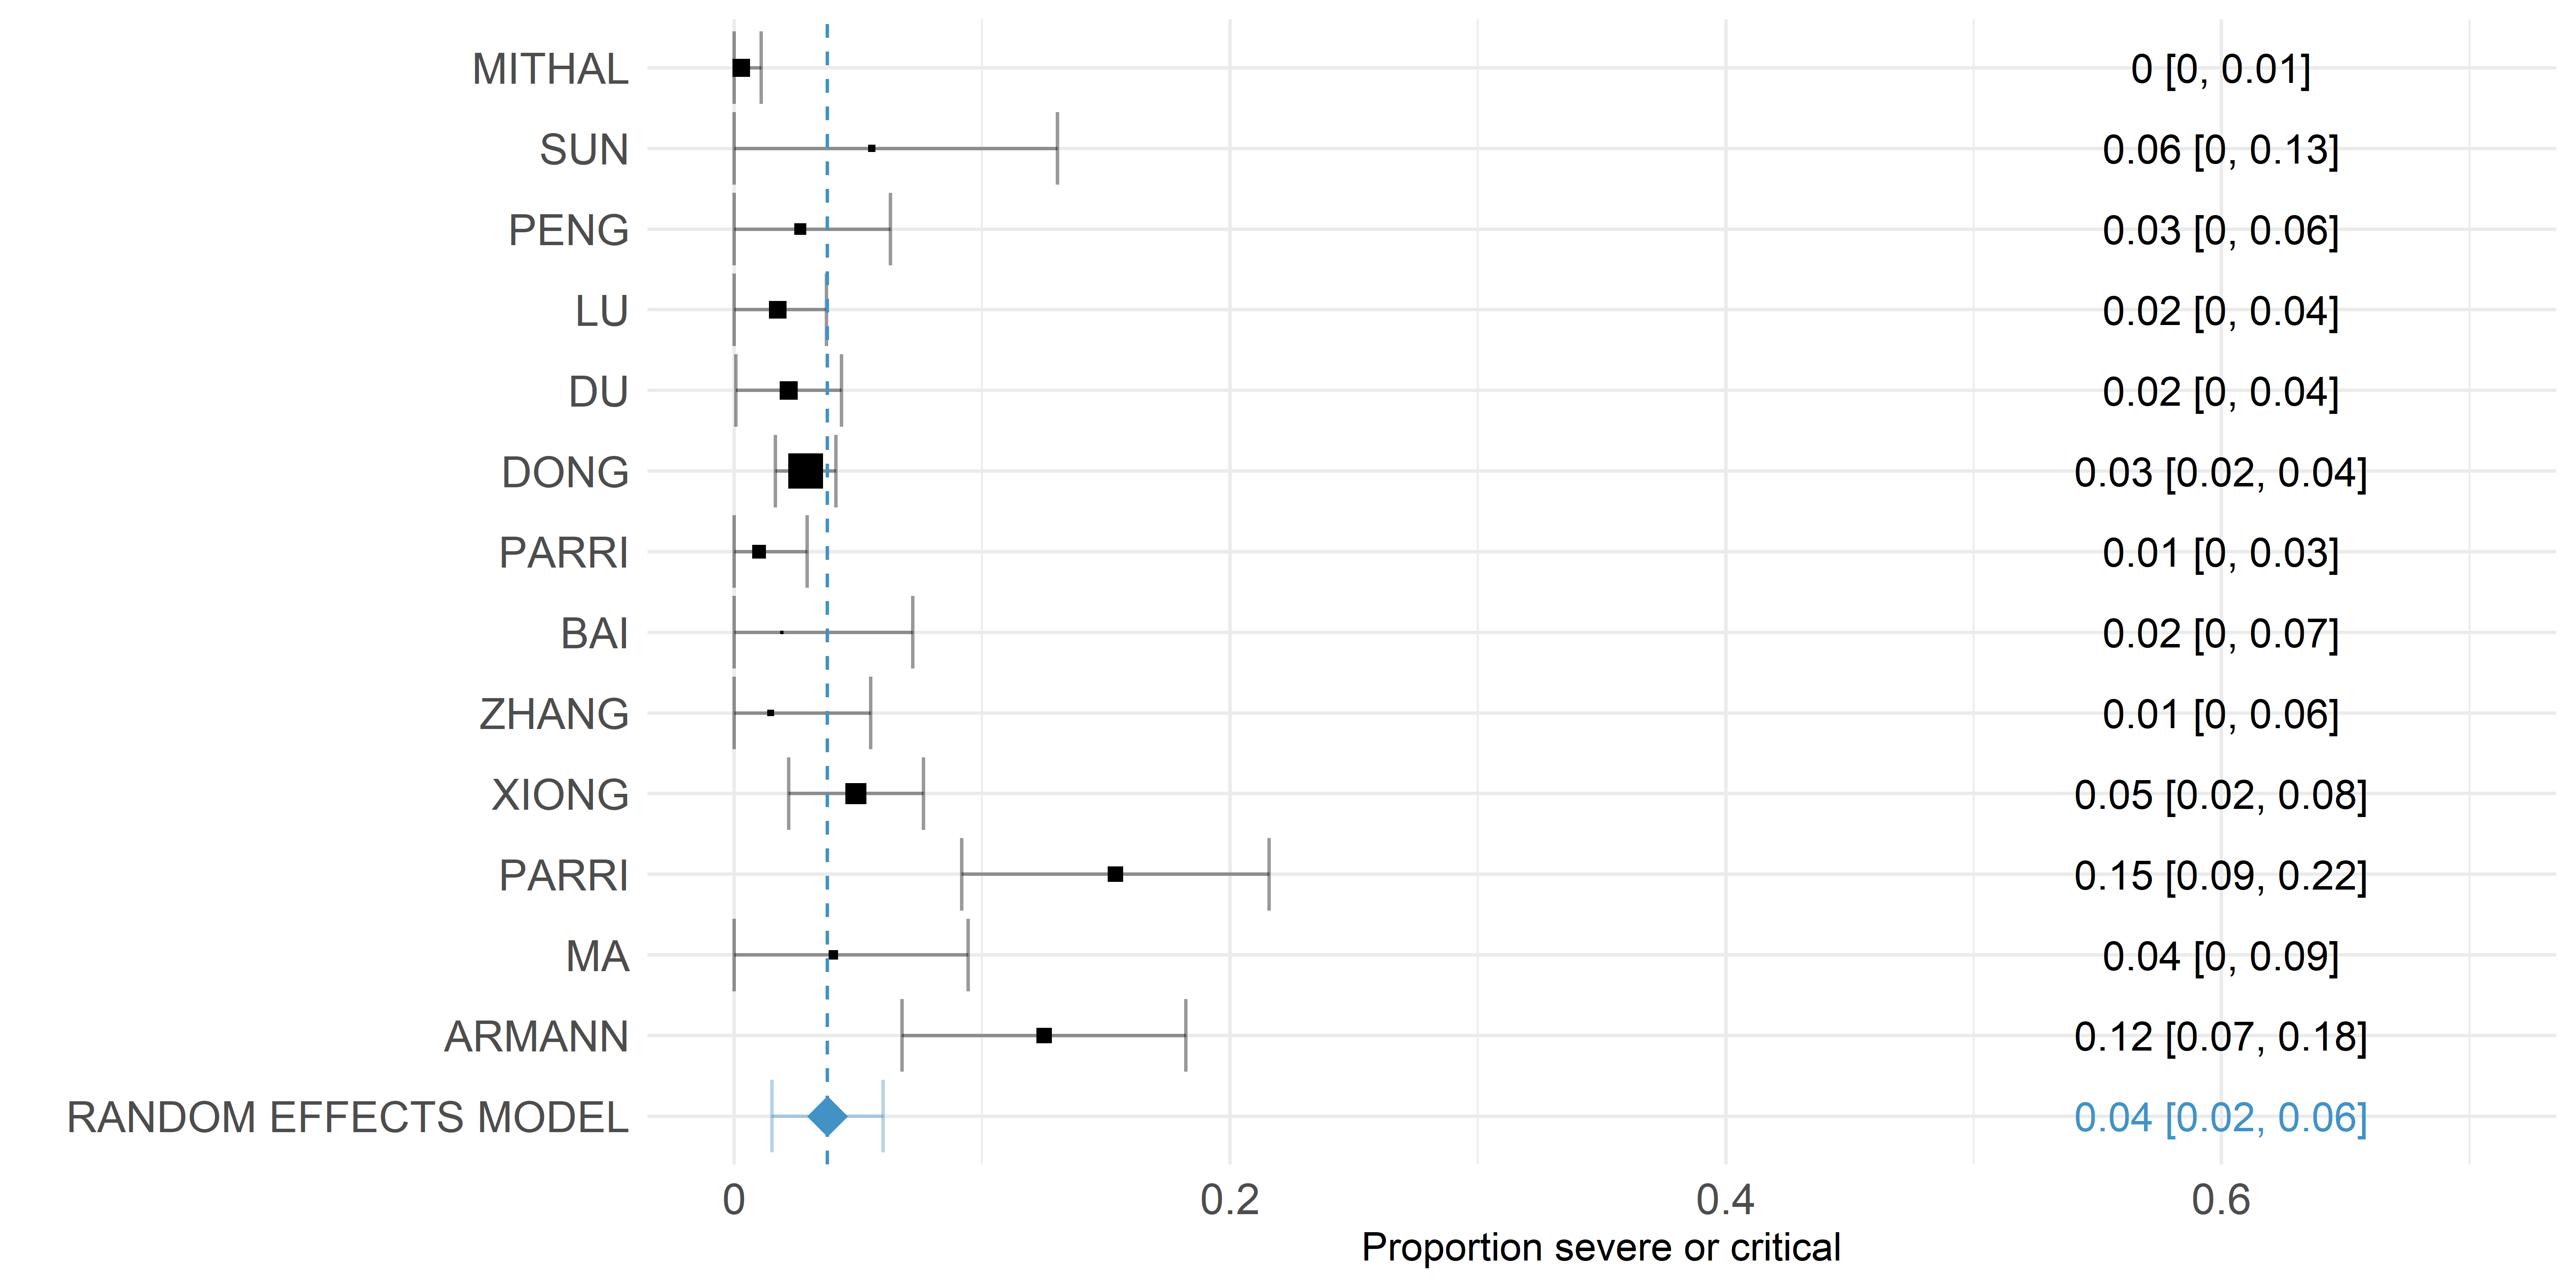 MITHAL 0 [0, 0.01]
SUN 0.06 [0, 0.13]
PENG 0.03 [0, 0.06]
LU 0.02 [0, 0.04]
DU 0.02 [0, 0.04]
DONG 0.03 [0.02, 0.04]
PARRI 0.01 [0, 0.03]
BAI 0.02 [0, 0.07]
ZHANG 0.01 [0, 0.06]
XIONG 0.05 [0.02, 0.08]
PARRI 0.15 [0.09, 0.22]
MA 0.04 [0, 0.09]
ARMANN 0.12 [0.07, 0.18]
RANDOM EFFECTS MODEL 0.04 [0.02, 0.06]
0 0.2 0.4 0.6
Proportion severe or critical